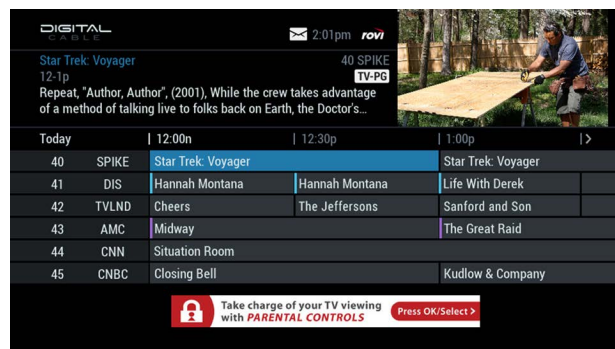 DIGITAL
CABLE
2:01pm rovi
Star Trek: Voyager 40 SPIKE
12-1p TV-PG
Repeat, "Author, Author", (2001), While the crew takes advantage
of a method of talking live to folks back on Earth, the Doctor's...
Today | 12:00n | 12:30p | 1:00p | >
40 SPIKE Star Trek: Voyager Star Trek: Voyager
41 DIS Hannah Montana Hannah Montana Life With Derek
42 TVLND Cheers The Jeffersons Sanford and Son
43 AMC Midway The Great Raid
44 CNN Situation Room
45 CNBC Closing Bell Kudlow & Company
Take charge of your TV viewing
with PARENTAL CONTROLS Press OK/Select >